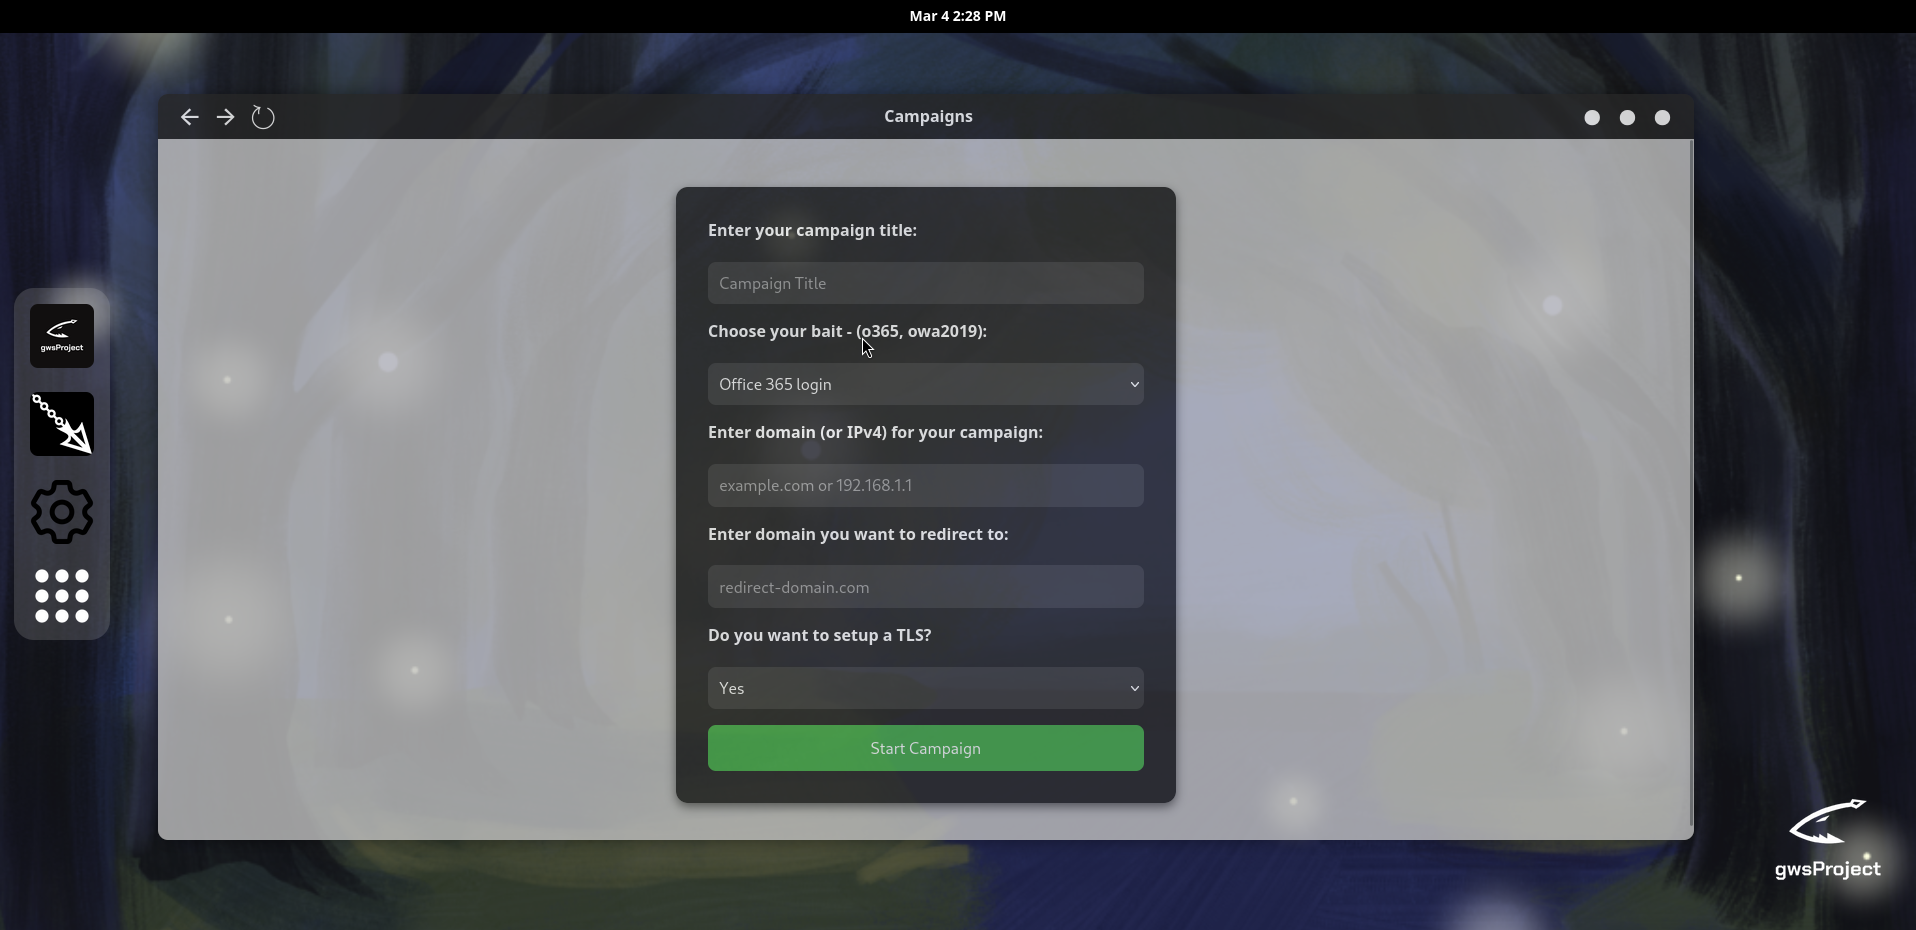 Mar 4 2:28 PM
Campaigns
Enter your campaign title:
Campaign Title
Choose your bait - (o365, owa2019):
Office 365 login
Enter domain (or IPv4) for your campaign:
example.com or 192.168.1.1
Enter domain you want to redirect to:
redirect-domain.com
Do you want to setup a TLS?
Yes
Start Campaign
gwsProject
gwsProject